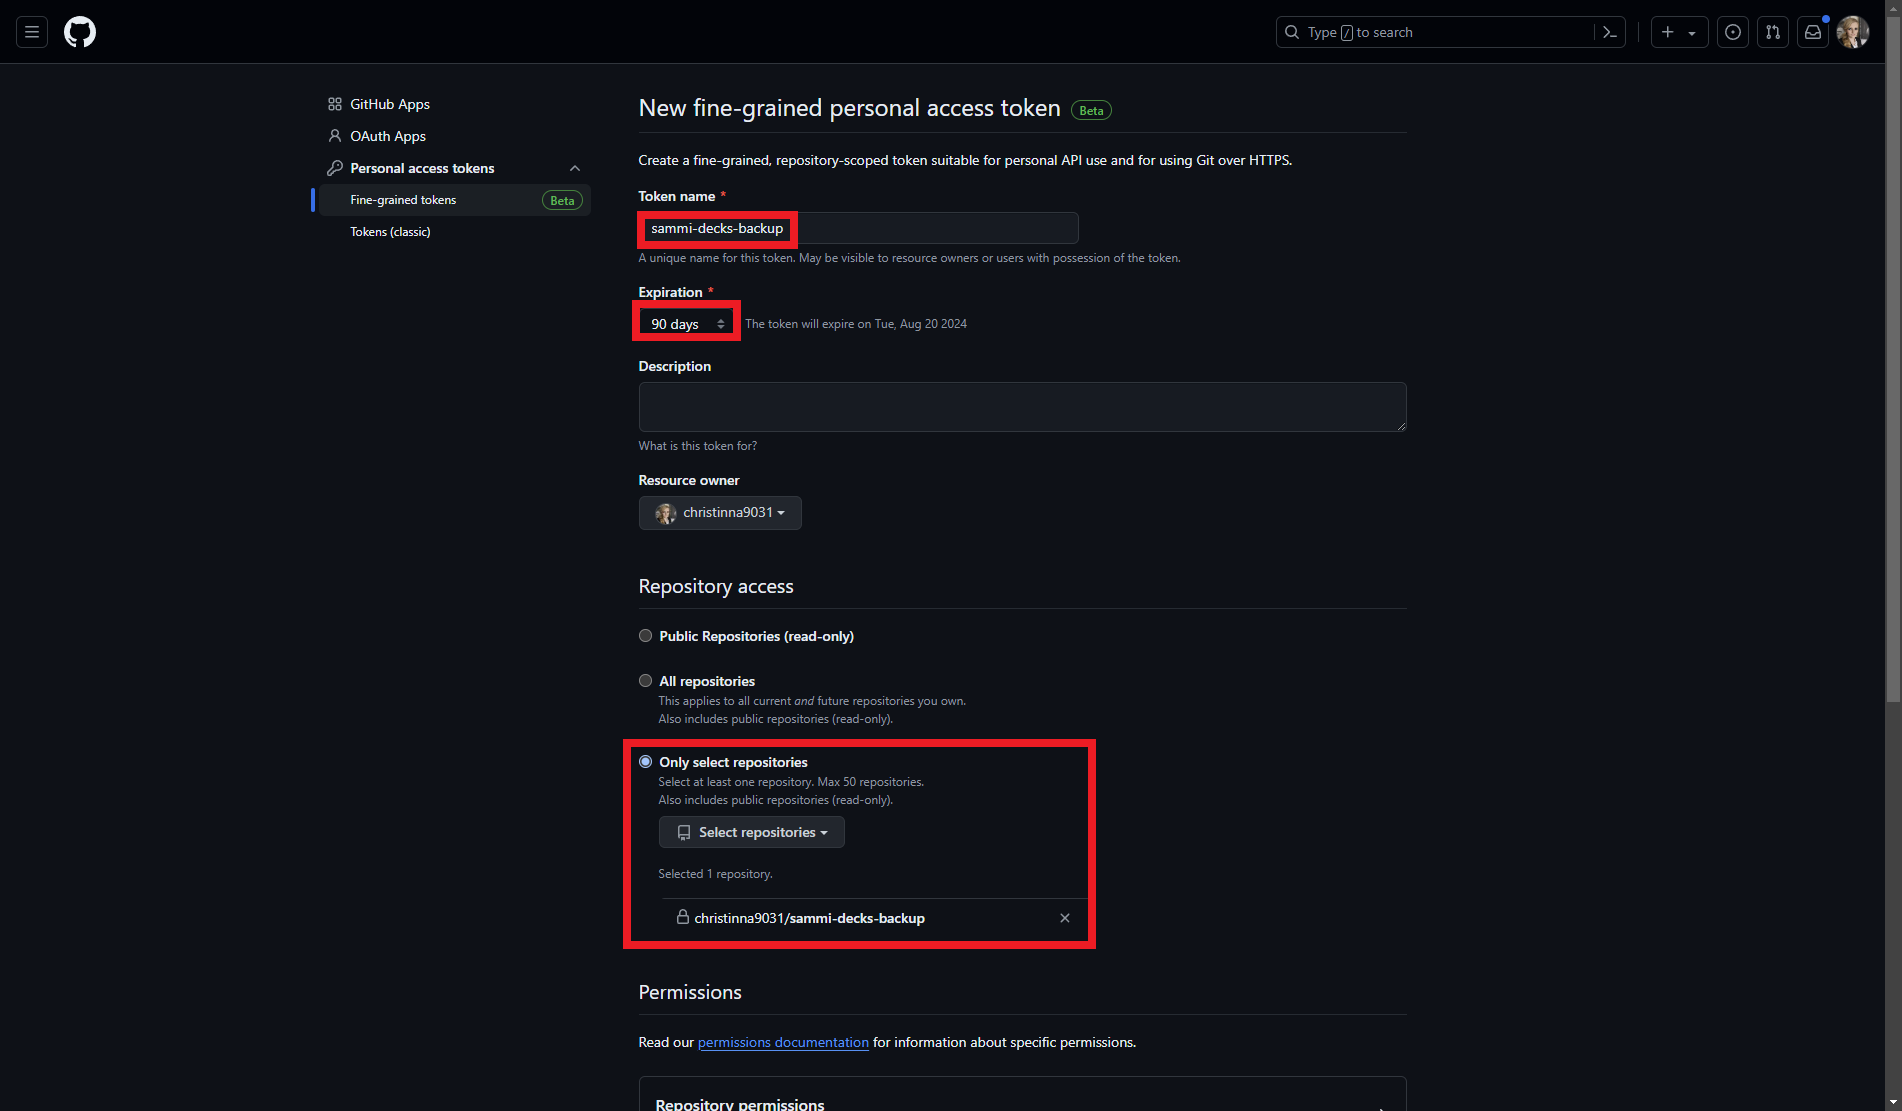 Type / to search
GitHub Apps
OAuth Apps
Personal access tokens
Fine-grained tokens Beta
Tokens (classic)
New fine-grained personal access token Beta
Create a fine-grained, repository-scoped token suitable for personal API use and for using Git over HTTPS.
Token name *
sammi-decks-backup
A unique name for this token. May be visible to resource owners or users with possession of the token.
Expiration *
90 days The token will expire on Tue, Aug 20 2024
Description
What is this token for?
Resource owner
christinna9031
Repository access
Public Repositories (read-only)
All repositories
This applies to all current and future repositories you own.
Also includes public repositories (read-only).
Only select repositories
Select at least one repository. Max 50 repositories.
Also includes public repositories (read-only).
Select repositories
Selected 1 repository.
christinna9031/sammi-decks-backup
Permissions
Read our permissions documentation for information about specific permissions.
Repository permissions